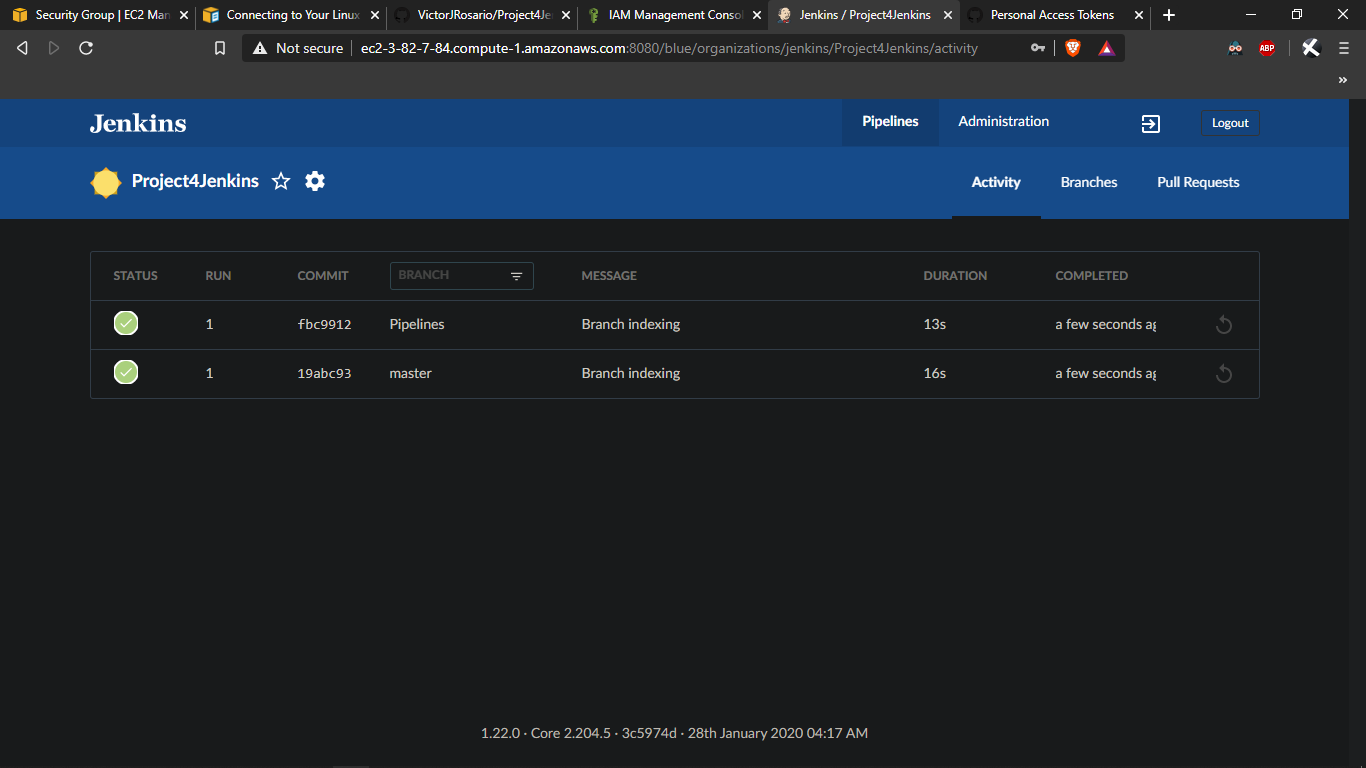 Security Group | EC2 Man
Connecting to Your Linux
VictorJRosario/Project4Je
IAM Management Consol
Jenkins / Project4Jenkins
Personal Access Tokens
Not secure
ec2-3-82-7-84.compute-1.amazonaws.com:8080/blue/organizations/jenkins/Project4Jenkins/activity
ABP
Jenkins
Pipelines
Administration
Logout
Project4Jenkins
Activity
Branches
Pull Requests
STATUS RUN COMMIT BRANCH MESSAGE DURATION COMPLETED
1 fbc9912 Pipelines Branch indexing 13s a few seconds ag
1 19abc93 master Branch indexing 16s a few seconds ag
1.22.0 · Core 2.204.5 · 3c5974d · 28th January 2020 04:17 AM